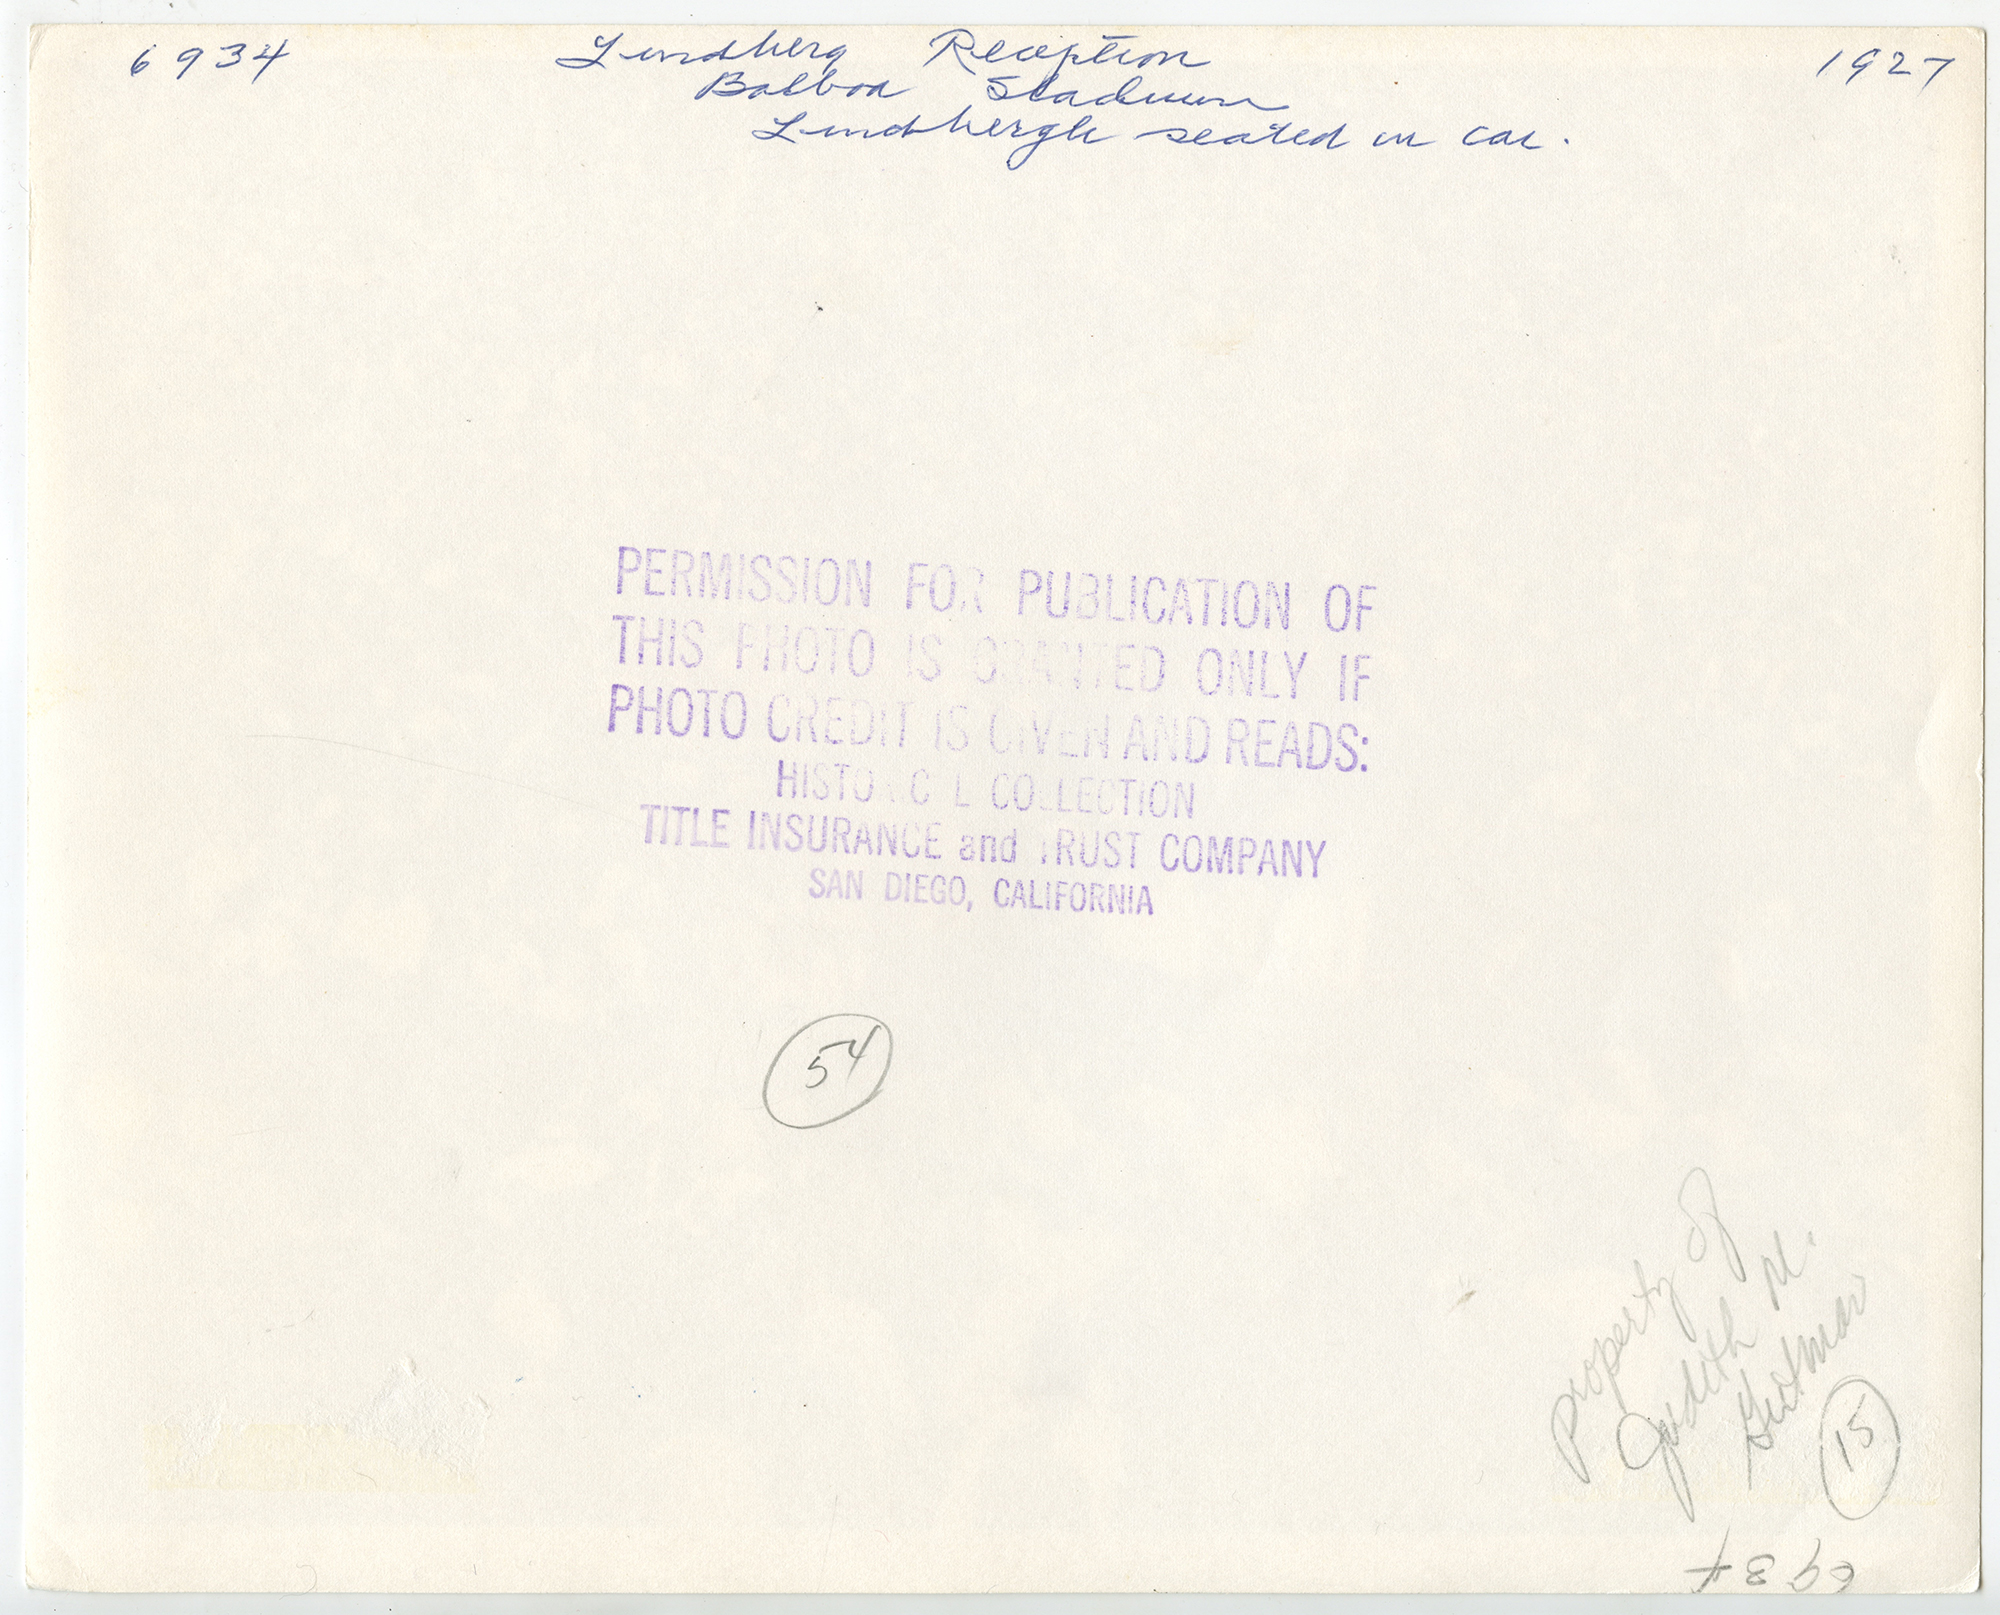 6934 Lindberg Reception 1927
Balboa Stadium
Lindbergh seated in car.
PERMISSION FOR PUBLICATION OF
THIS PHOTO IS GRANTED ONLY IF
PHOTO CREDIT IS GIVEN AND READS:
HISTORICAL COLLECTION
TITLE INSURANCE and TRUST COMPANY
SAN DIEGO, CALIFORNIA
54
property of
Judith M.
Gutman
15
6934